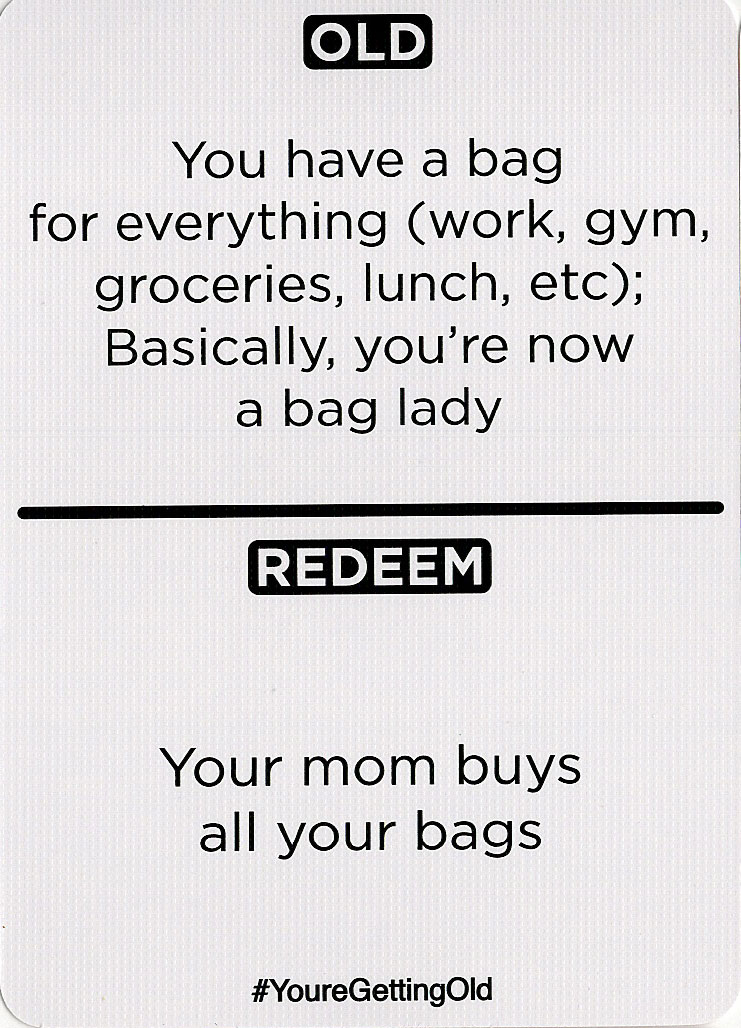 OLD
You have a bag
for everything (work, gym,
groceries, lunch, etc);
Basically, you're now
a bag lady
REDEEM
Your mom buys
all your bags
#YoureGettingOld